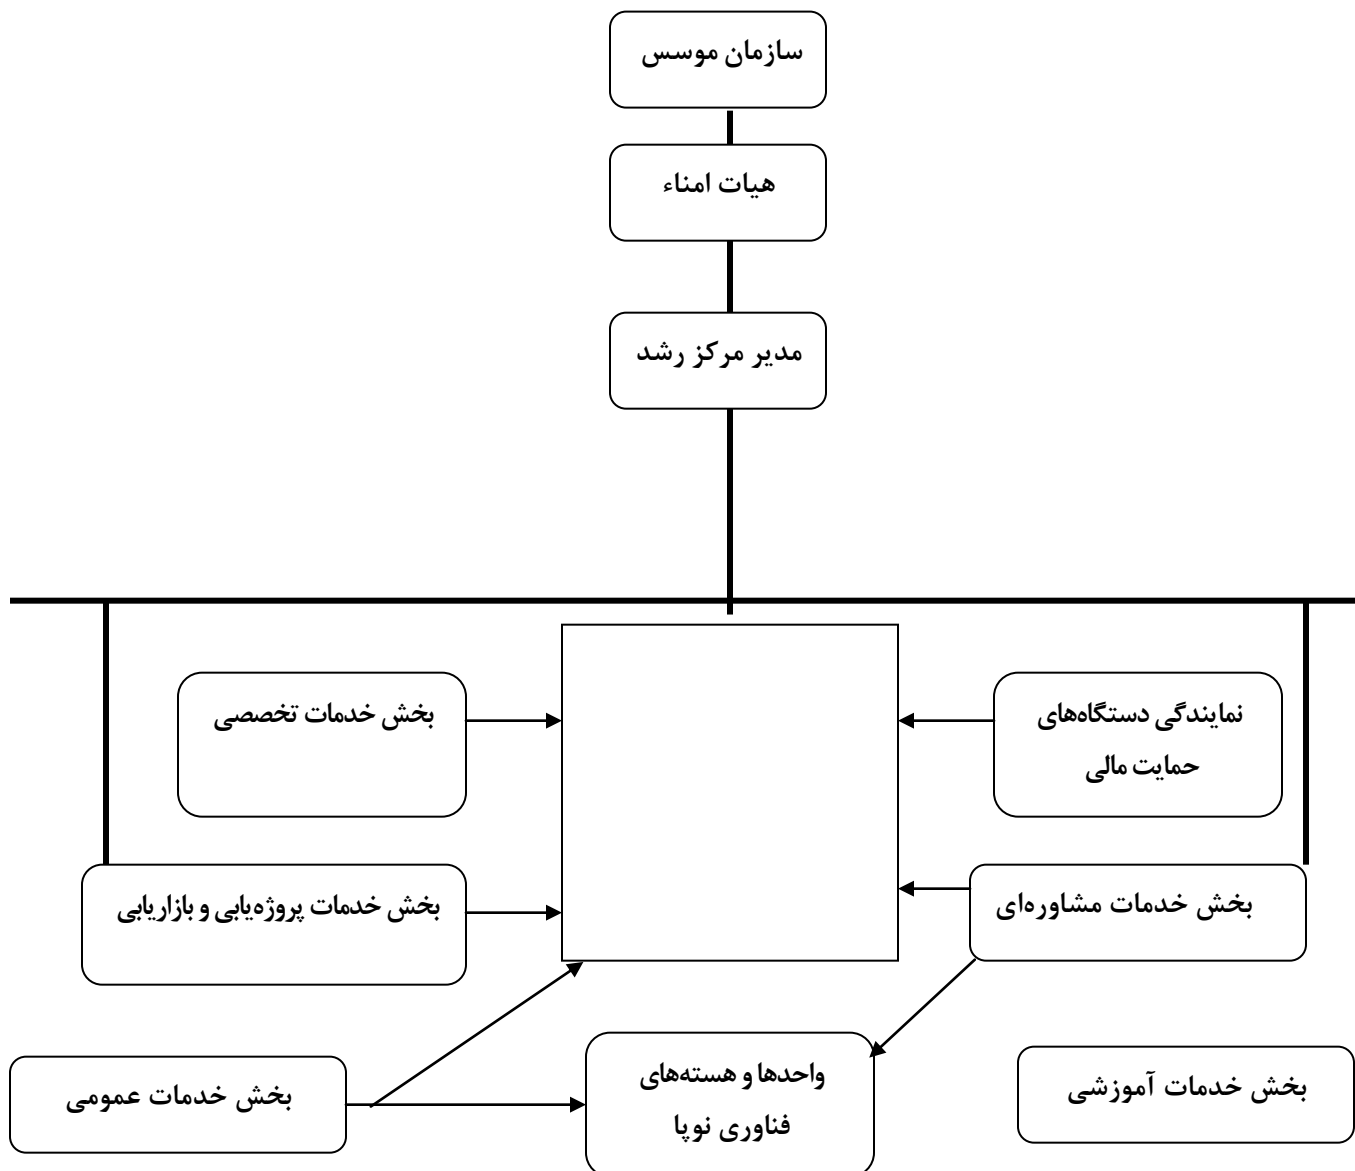 سازمان موسس
هیات امناء
مدیر مرکز رشد
نمایندگی دستگاه‌های
حمایت مالی
بخش خدمات تخصصی
بخش خدمات مشاوره‌ای
بخش خدمات پروژه‌یابی و بازاریابی
بخش خدمات آموزشی
واحدها و هسته‌های
فناوری نوپا
بخش خدمات عمومی